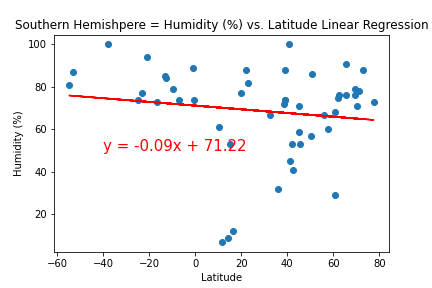 Southern Hemishpere = Humidity (%) vs. Latitude Linear Regression
100
80
60
40
20
Humidity (%)
y = -0.09x + 71.22
−60 −40 −20 0 20 40 60 80
Latitude